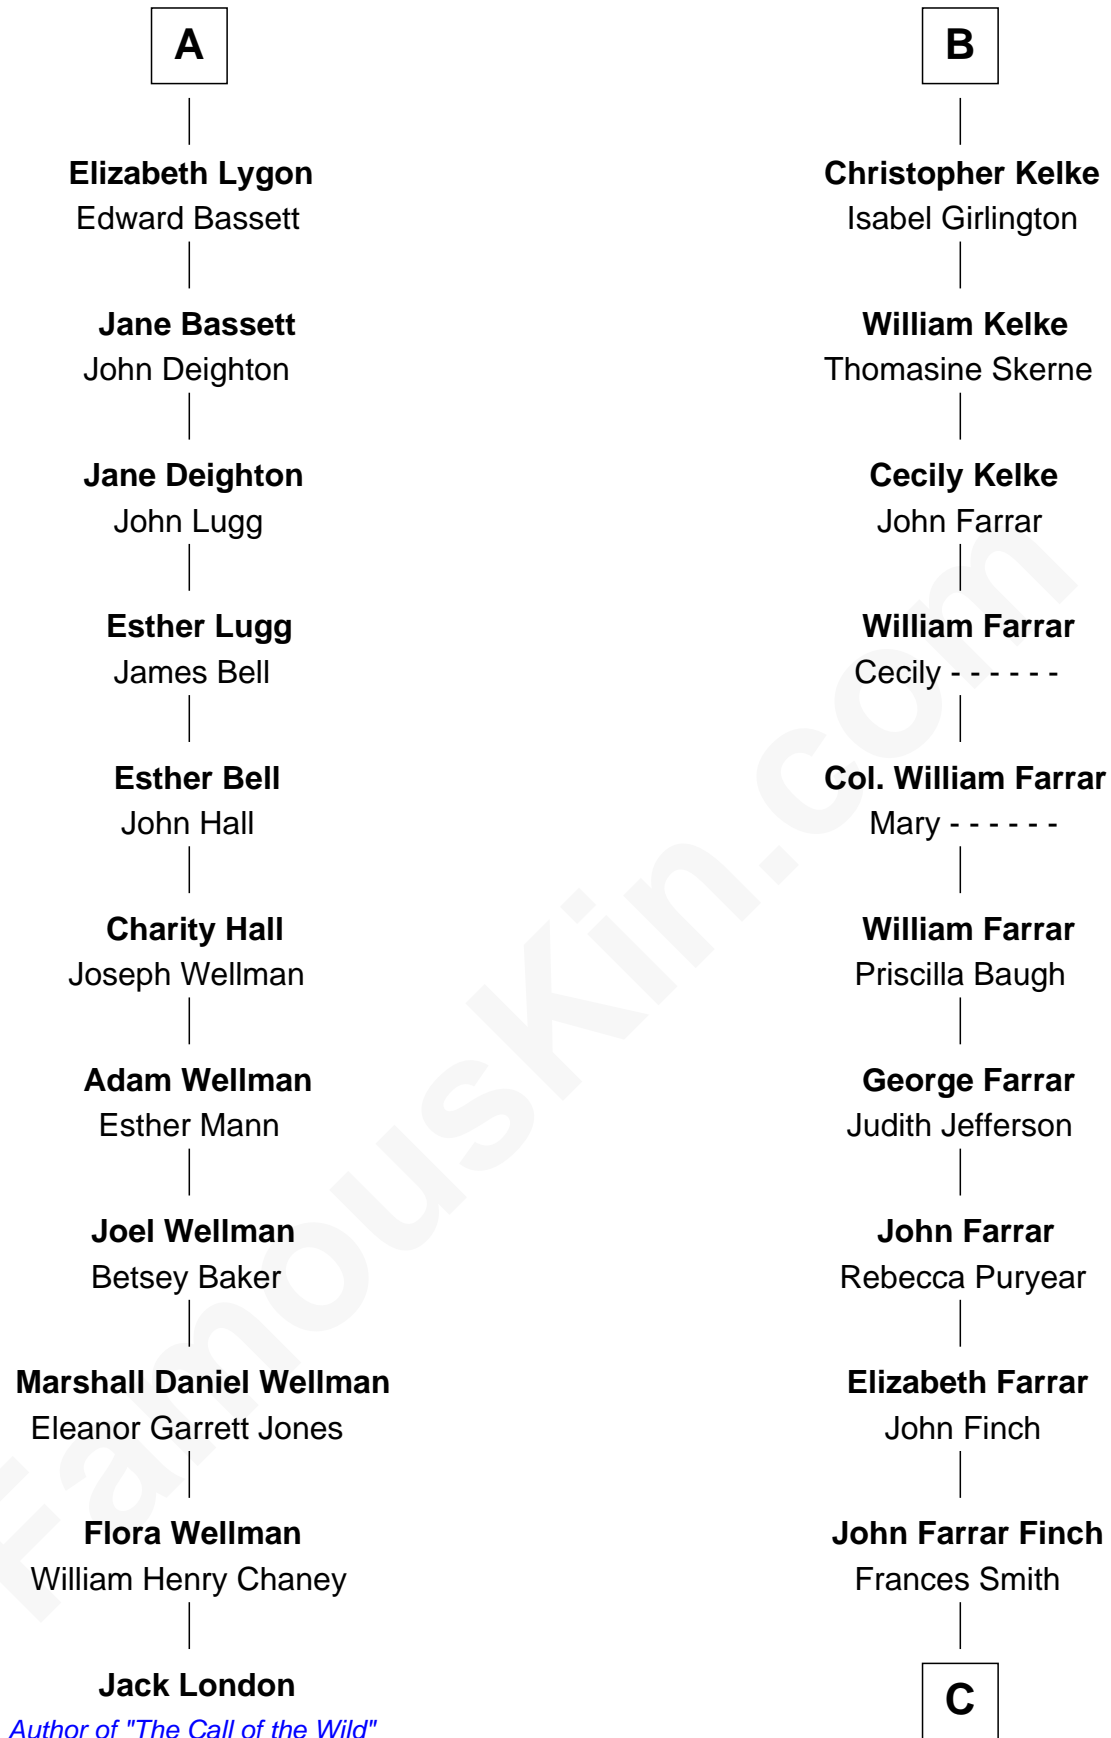 A
Elizabeth Lygon
Edward Bassett
Jane Bassett
John Deighton
Jane Deighton
John Lugg
Esther Lugg
James Bell
Esther Bell
John Hall
Charity Hall
Joseph Wellman
Adam Wellman
Esther Mann
Joel Wellman
Betsey Baker
Marshall Daniel Wellman
Eleanor Garrett Jones
Flora Wellman
William Henry Chaney
Jack London
Author of "The Call of the Wild"
B
Christopher Kelke
Isabel Girlington
William Kelke
Thomasine Skerne
Cecily Kelke
John Farrar
William Farrar
Cecily - - - - - -
Col. William Farrar
Mary - - - - - -
William Farrar
Priscilla Baugh
George Farrar
Judith Jefferson
John Farrar
Rebecca Puryear
Elizabeth Farrar
John Finch
John Farrar Finch
Frances Smith
C
FamousKin.com